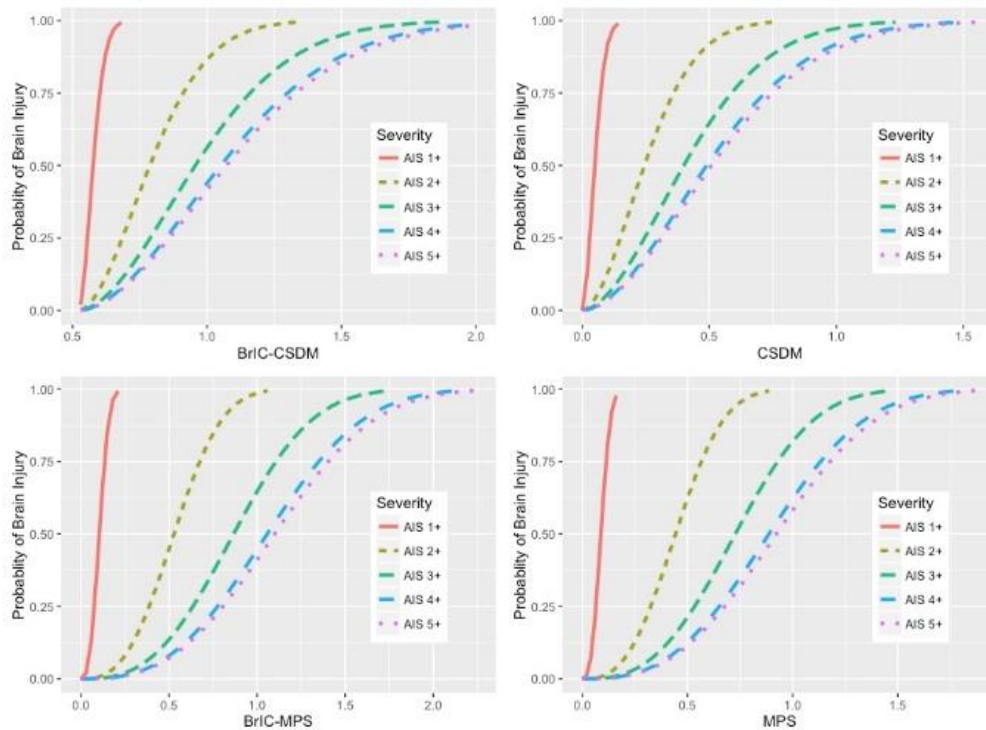 Probablity of Brain Injury
1.00
0.75
0.50
0.25
0.00
Severity
AIS 1+
AIS 2+
AIS 3+
AIS 4+
AIS 5+
0.5
1.0
1.5
2.0
BrIC-CSDM
Probablity of Brain Injury
1.00
0.75
0.50
0.25
0.00
Severity
AIS 1+
AIS 2+
AIS 3+
AIS 4+
AIS 5+
0.0
0.5
1.0
1.5
CSDM
Probablity of Brain Injury
1.00
0.75
0.50
0.25
0.00
Severity
AIS 1+
AIS 2+
AIS 3+
AIS 4+
AIS 5+
0.0
0.5
1.0
1.5
2.0
BrIC-MPS
Probablity of Brain Injury
1.00
0.75
0.50
0.25
0.00
Severity
AIS 1+
AIS 2+
AIS 3+
AIS 4+
AIS 5+
0.0
0.5
1.0
1.5
MPS